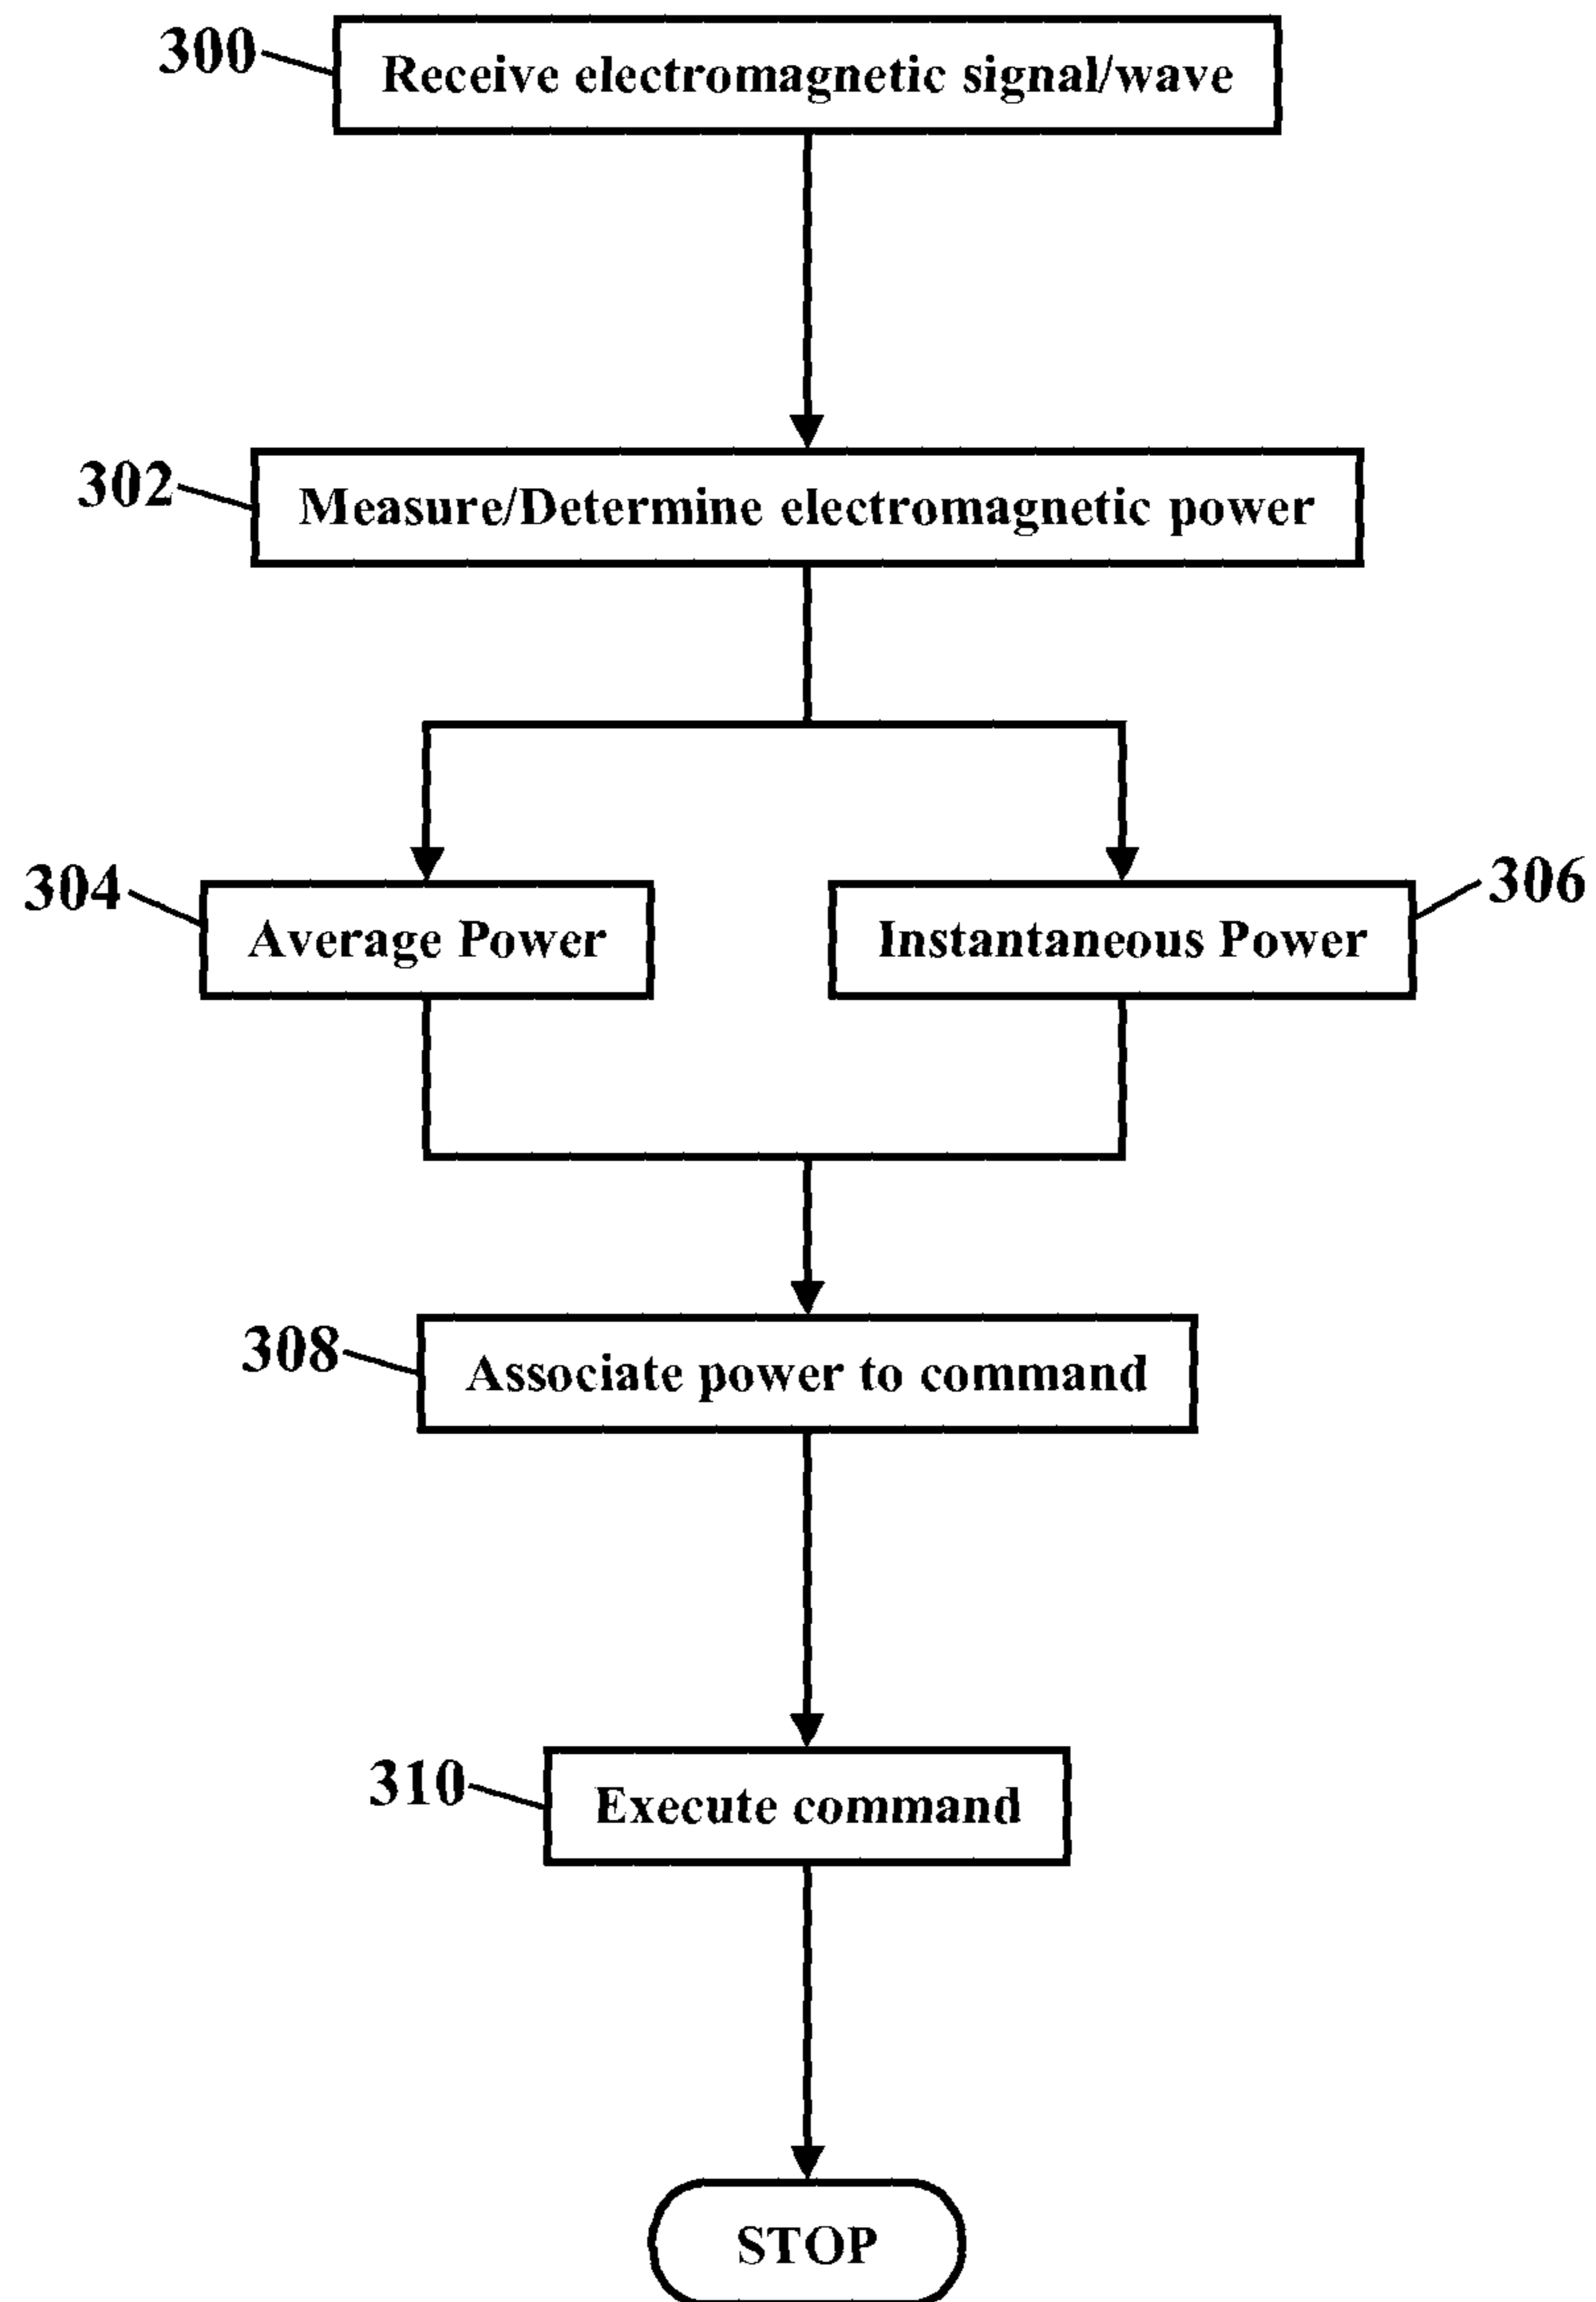 300
Receive electromagnetic signal/wave
302
Measure/Determine electromagnetic power
304
Average Power
Instantaneous Power
306
308
Associate power to command
310
Execute command
STOP